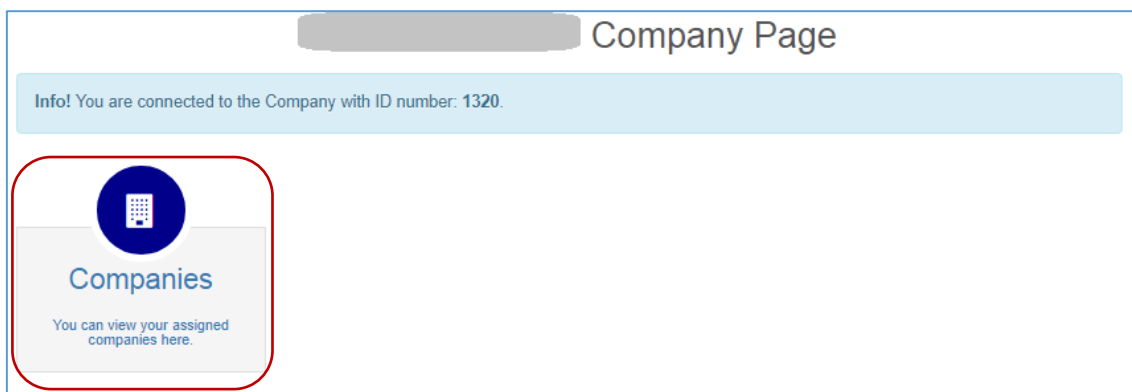 Company Page
Info! You are connected to the Company with ID number: 1320.
Companies
You can view your assigned
companies here.